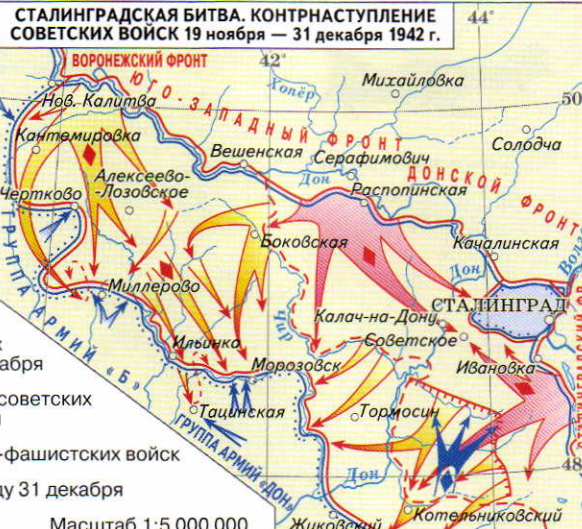 СТАЛИНГРАДСКАЯ БИТВА. КОНТРНАСТУПЛЕНИЕ
СОВЕТСКИХ ВОЙСК 19 ноября — 31 декабря 1942 г.
44°
42°
50
48
ВОРОНЕЖСКИЙ ФРОНТ
ЮГО-ЗАПАДНЫЙ ФРОНТ
ДОНСКОЙ ФРОНТ
Хопёр
Михайловка
Нов. Калитва
Кантемировка
Вешенская
Серафимович
Солодча
Дон
Распопинская
Алексеево-
-Лозовское
Чертково
Боковская
Качалинская
Дон
Миллерово
Чир
СТАЛИНГРАД
Калач-на-Дону
Советское
Ильинка
Ивановка
Морозовск
Тацинская
Тормосин
ГРУППА АРМИЙ «Б»
ГРУППА АРМИЙ «ДОН»
Дон
Котельниковский
Жиковский
х
абря
советских
-фашистских войск
ду 31 декабря
Масштаб 1:5 000 000